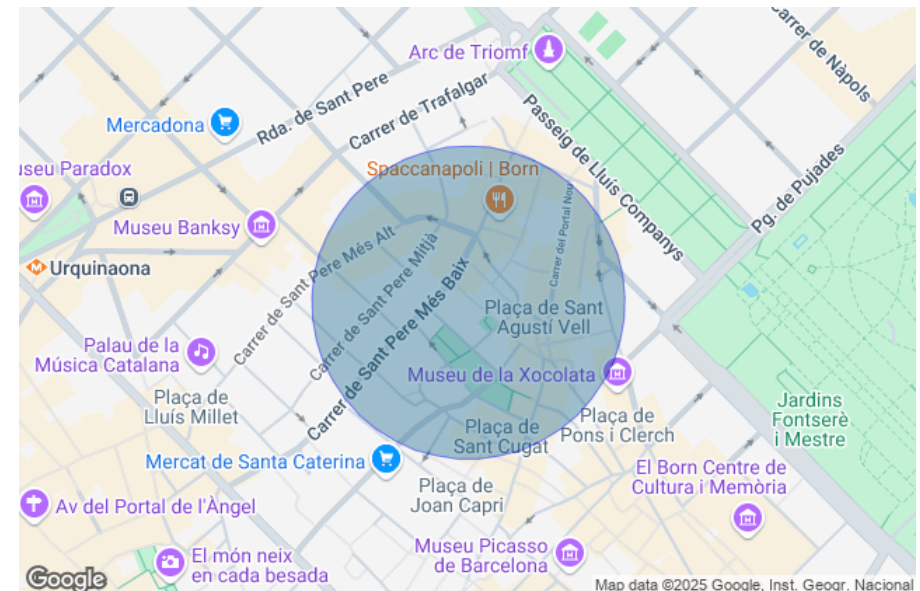 Arc de Triomf
Carrer de Nàpols
Rda. de Sant Pere
Carrer de Trafalgar
Mercadona
Passeig de Lluís Companys
Pg. de Pujades
useu Paradox
Spaccanapoli | Born
Museu Banksy
Carrer del Portal Nou
Urquinaona
Carrer de Sant Pere Més Alt
Carrer de Sant Pere Mitjà
Carrer de Sant Pere Més Baix
Plaça de Sant
Agustí Vell
Palau de la
Música Catalana
Museu de la Xocolata
Plaça de
Lluís Millet
Jardins
Fontserè
i Mestre
Plaça de
Pons i Clerch
Plaça de
Sant Cugat
Mercat de Santa Caterina
El Born Centre de
Cultura i Memòria
Plaça de
Joan Capri
Av del Portal de l'Àngel
Museu Picasso
de Barcelona
El món neix
en cada besada
Google
Map data ©2025 Google, Inst. Geogr. Nacional